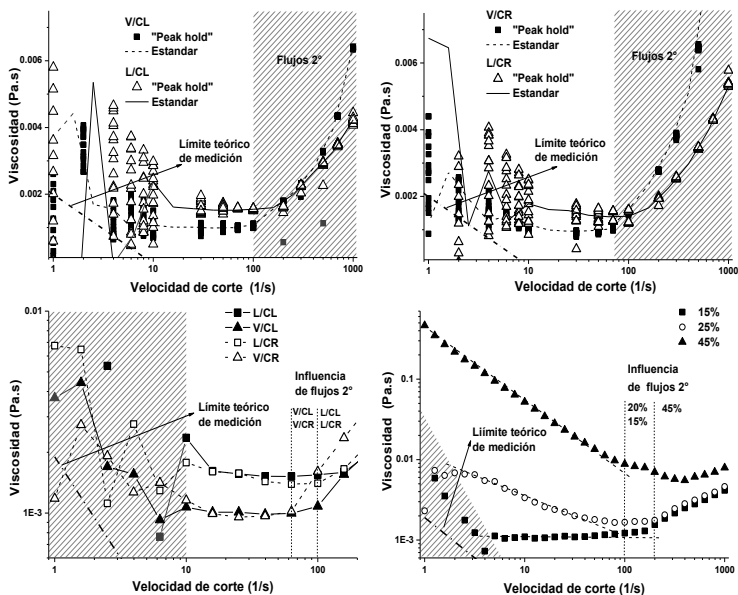 V/CL
"Peak hold"
Estandar
L/CL
"Peak hold"
Estandar
Flujos 2°
Límite teórico
de medición
Viscosidad (Pa.s)
0.006
0.004
0.002
1
10
100
1000
Velocidad de corte (1/s)
V/CR
"Peak hold"
Estandar
L/CR
"Peak hold"
Estandar
Flujos 2°
Límite teórico
de medición
Viscosidad (Pa.s)
0.006
0.004
0.002
1
10
100
1000
Velocidad de corte (1/s)
L/CL
V/CL
L/CR
V/CR
Influencia
de flujos 2°
V/CL L/CL
V/CR L/CR
Límite teórico
de medición
Viscosidad (Pa.s)
0.01
1E-3
1
10
100
Velocidad de corte (1/s)
15%
25%
45%
Influencia
de flujos 2°
20% 45%
15%
Liímite teórico
de medición
Viscosidad (Pa.s)
0.1
0.01
1E-3
1
10
100
1000
Velocidad de corte (1/s)